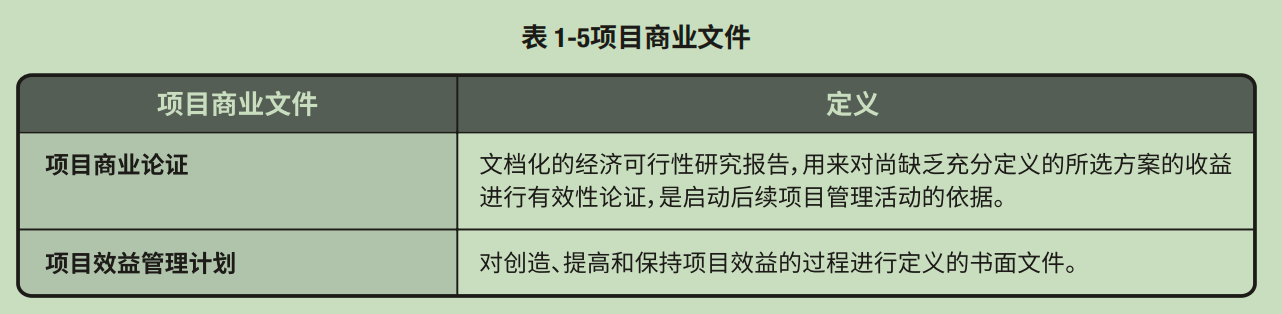 表 1-5项目商业文件
项目商业文件
定义
项目商业论证
文档化的经济可行性研究报告，用来对尚缺乏充分定义的所选方案的收益
进行有效性论证，是启动后续项目管理活动的依据。
项目效益管理计划
对创造、提高和保持项目效益的过程进行定义的书面文件。